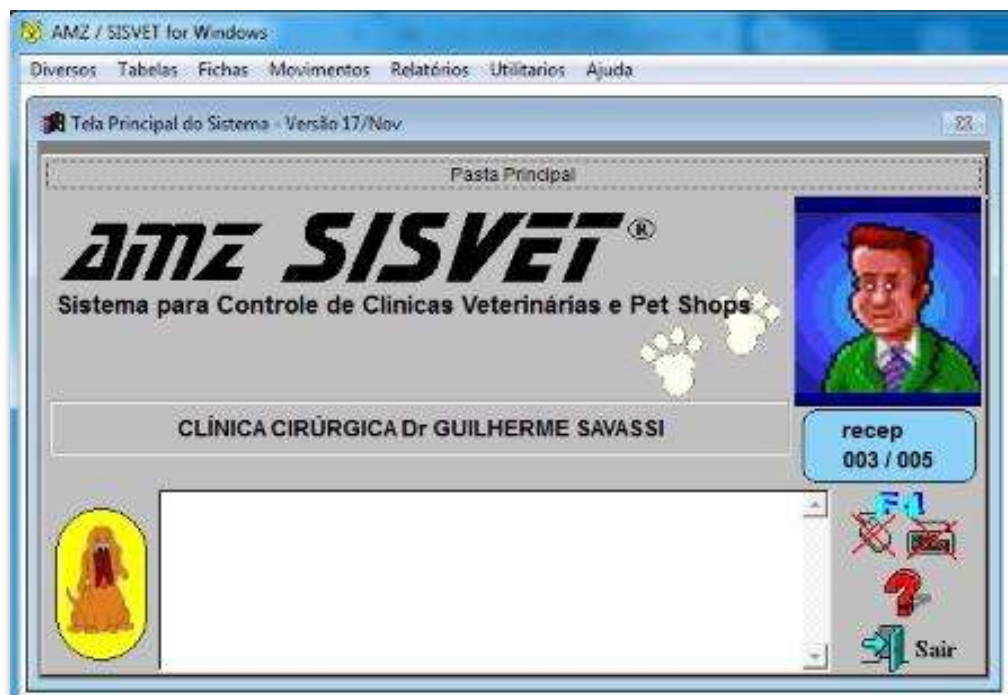 AMZ / SISVET for Windows
Diversos Tabelas Fichas Movimentos Relatórios Utilitarios Ajuda
Tela Principal do Sistema - Versão 17/Nov
Pasta Principal
AMZ SISVET®
Sistema para Controle de Clinicas Veterinárias e Pet Shops
CLÍNICA CIRÚRGICA Dr GUILHERME SAVASSI
recep
003 / 005
F1
?
Sair